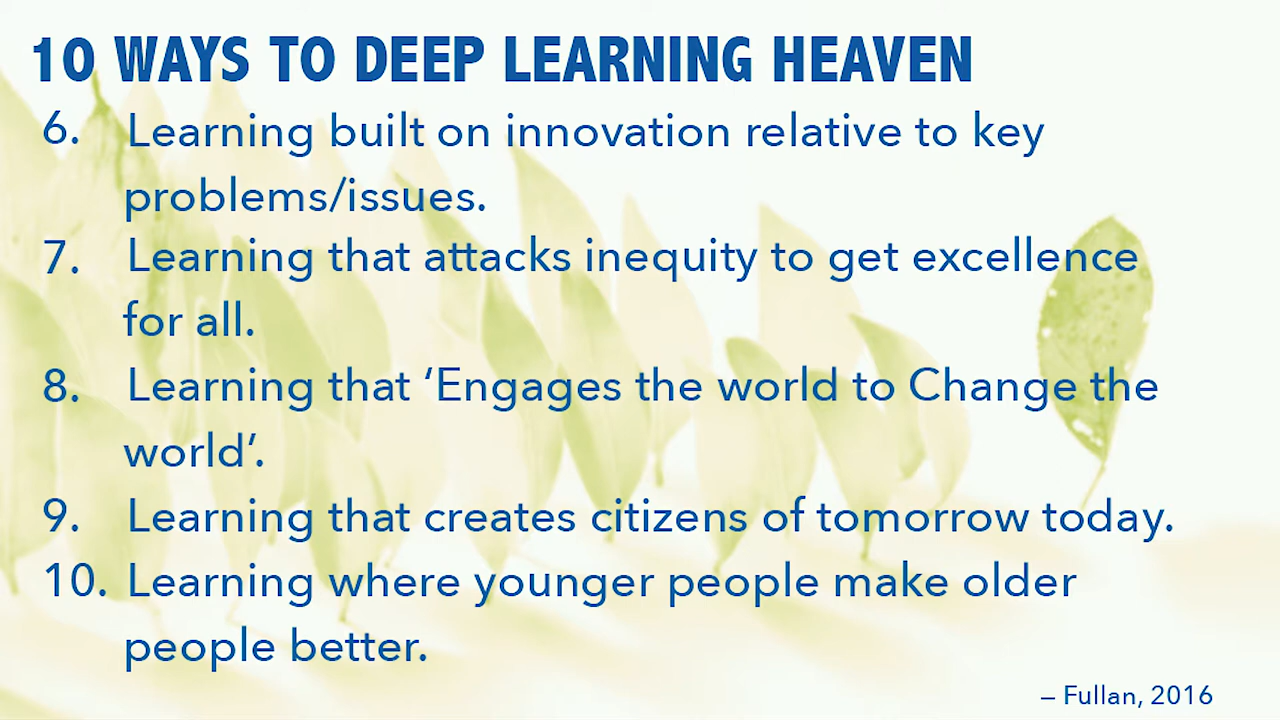 10 WAYS TO DEEP LEARNING HEAVEN
6. Learning built on innovation relative to key
problems/issues.
7. Learning that attacks inequity to get excellence
for all.
8. Learning that ‘Engages the world to Change the
world’.
9. Learning that creates citizens of tomorrow today.
10. Learning where younger people make older
people better.
– Fullan, 2016